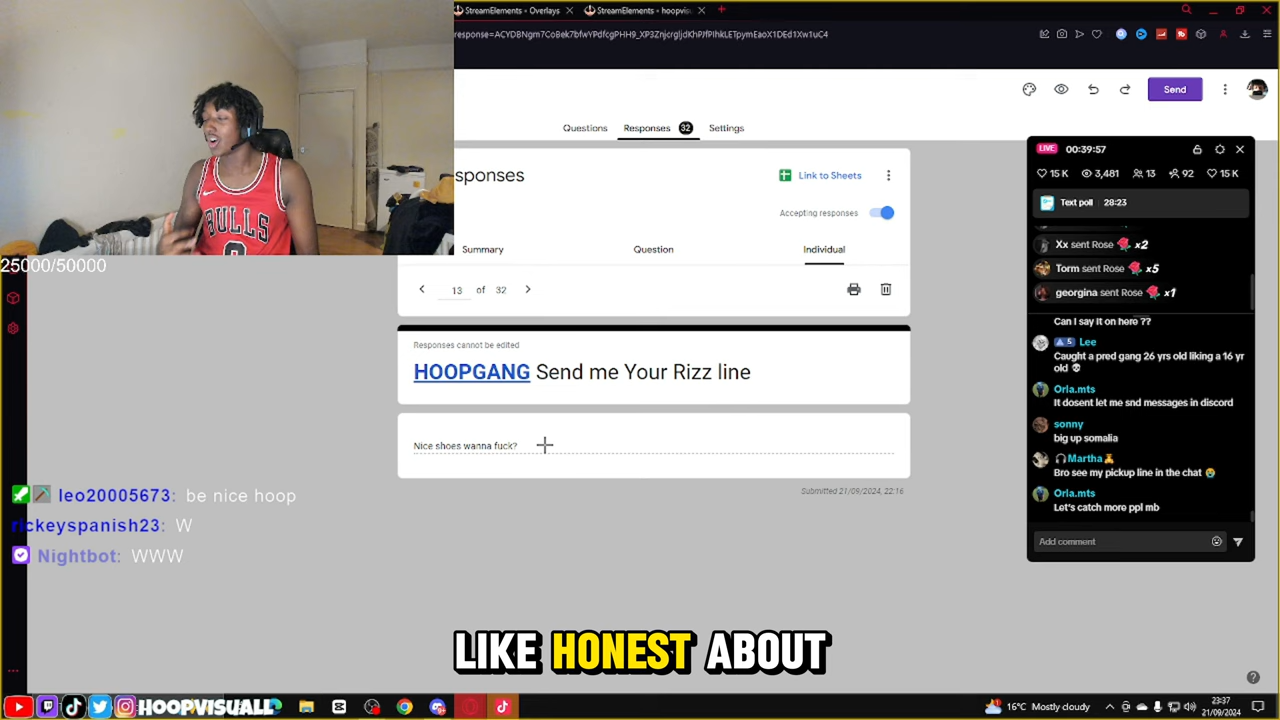 StreamElements - Overlays
StreamElements - hoopvis
Send
Questions
Responses 32
Settings
sponses
Link to Sheets
Accepting responses
Summary
Question
Individual
13 of 32
Responses cannot be edited
HOOPGANG Send me Your Rizz line
Nice shoes wanna fuck?
Submitted 21/09/2024, 22:16
BULLS
25000/50000
leo20005673: be nice hoop
rickeyspanish23: W
Nightbot: WWW
LIVE 00:39:57
15 K 3,481 13 92 15 K
Text poll 28:23
Xx sent Rose x2
Torm sent Rose x5
georgina sent Rose x1
Can I say it on here ??
5 Lee
Caught a pred gang 26 yrs old liking a 16 yr
old
Orla.mts
It dosent let me snd messages in discord
sonny
big up somalia
Martha
Bro see my pickup line in the chat
Orla.mts
Let's catch more ppl mb
Add comment
LIKE HONEST ABOUT
HOOPVISUALL
16°C Mostly cloudy
23:37
21/09/2024